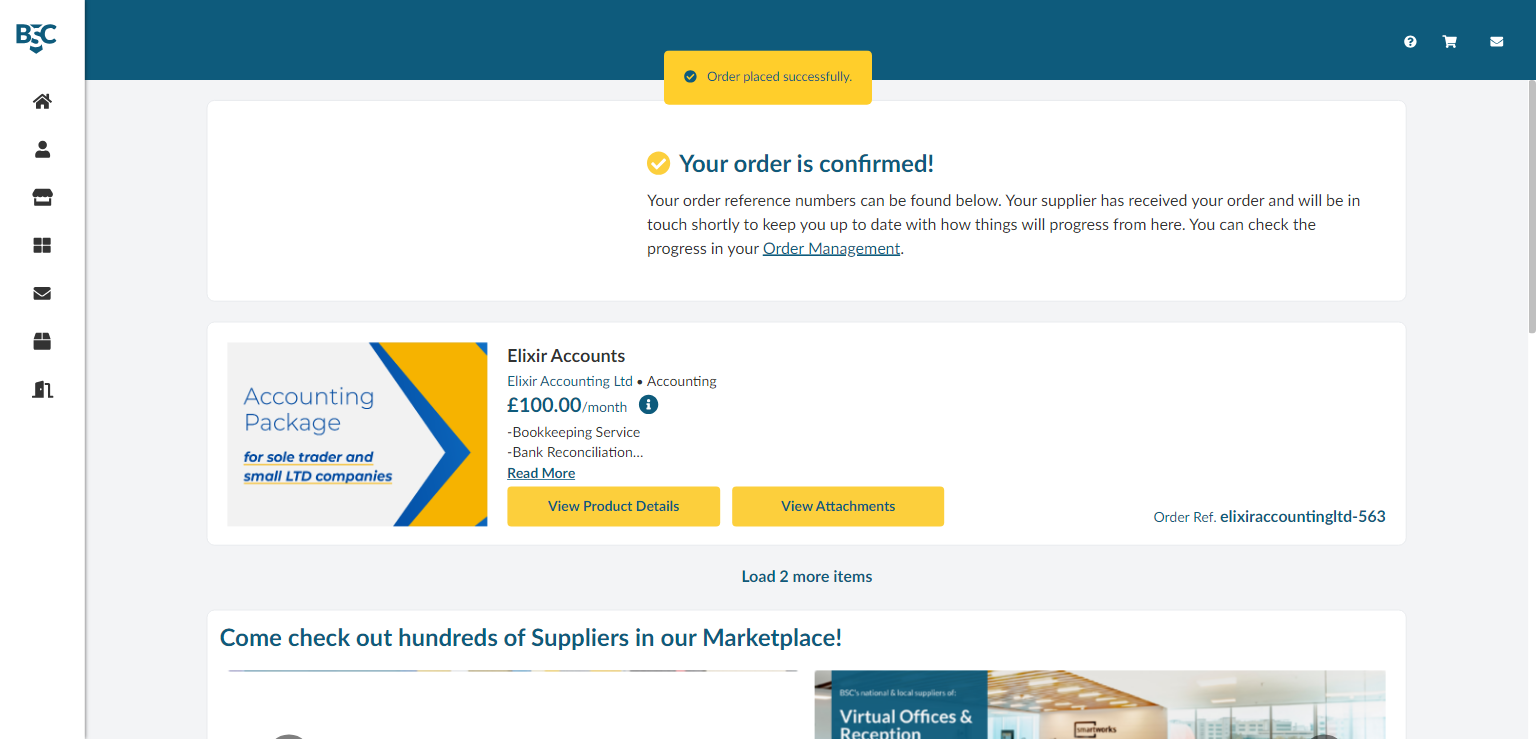 BSC
Order placed successfully.
Your order is confirmed!
Your order reference numbers can be found below. Your supplier has received your order and will be in
touch shortly to keep you up to date with how things will progress from here. You can check the
progress in your Order Management.
Accounting
Package
for sole trader and
small LTD companies
Elixir Accounts
Elixir Accounting Ltd • Accounting
£100.00/month
-Bookkeeping Service
-Bank Reconciliation...
Read More
View Product Details
View Attachments
Order Ref. elixiraccountingltd-563
Load 2 more items
Come check out hundreds of Suppliers in our Marketplace!
BSC's national & local suppliers of:
Virtual Offices &
Reception
smartworks